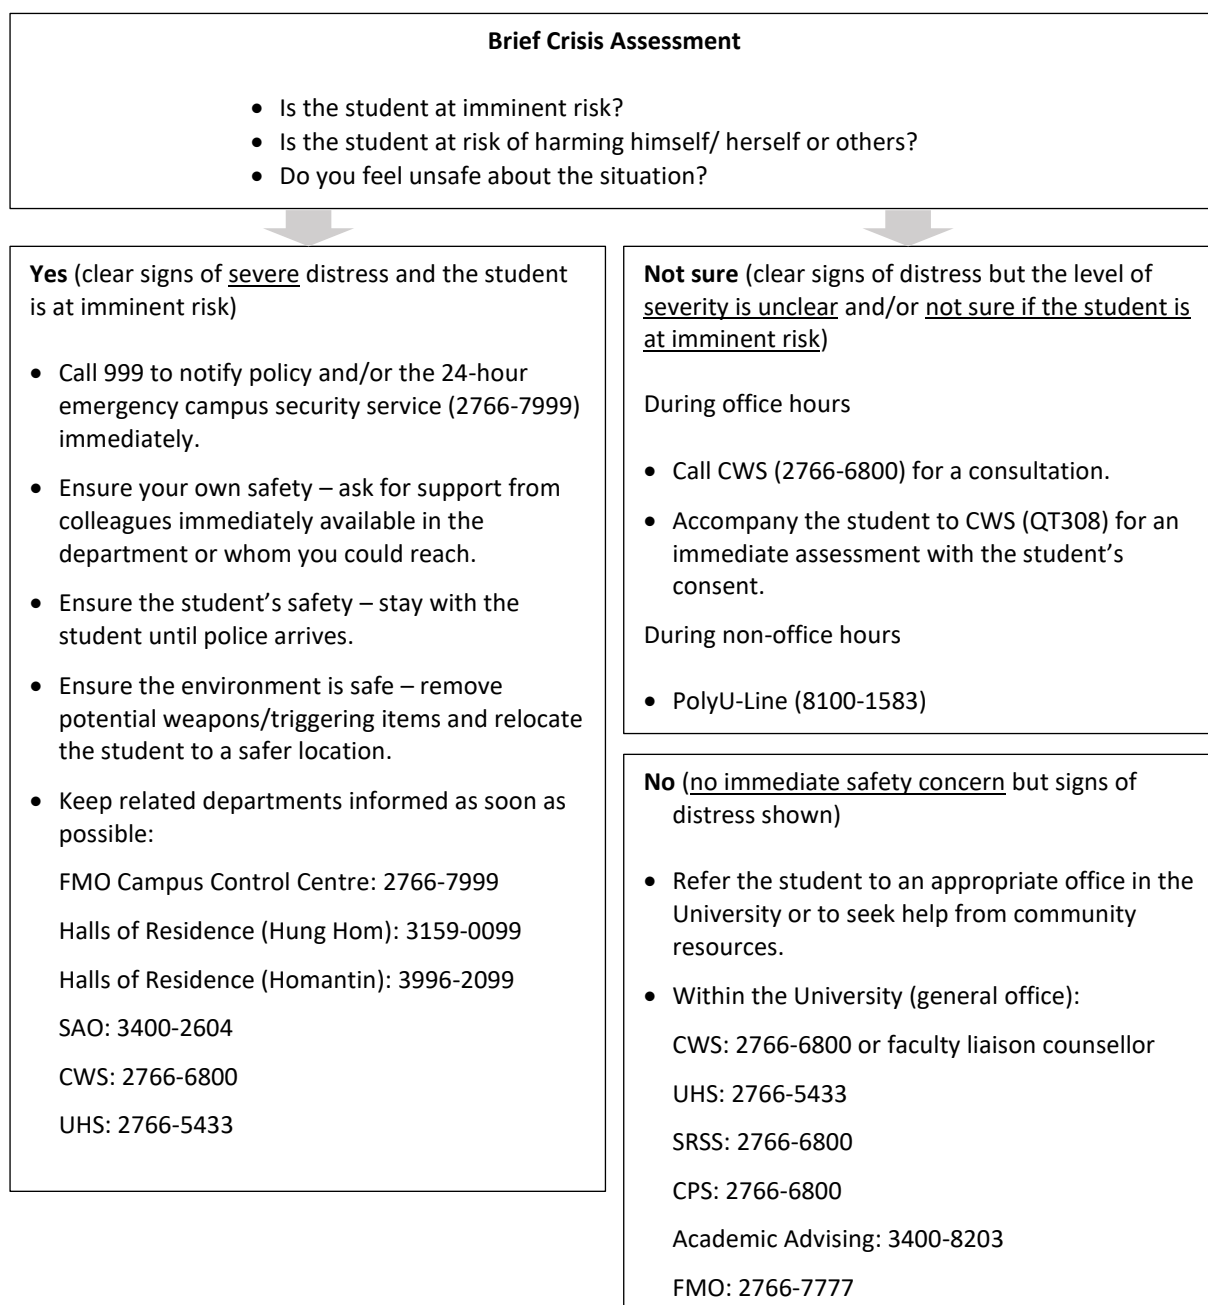 Brief Crisis Assessment
• Is the student at imminent risk?
• Is the student at risk of harming himself/ herself or others?
• Do you feel unsafe about the situation?
Yes (clear signs of severe distress and the student
is at imminent risk)
• Call 999 to notify policy and/or the 24-hour
emergency campus security service (2766-7999)
immediately.
• Ensure your own safety – ask for support from
colleagues immediately available in the
department or whom you could reach.
• Ensure the student’s safety – stay with the
student until police arrives.
• Ensure the environment is safe – remove
potential weapons/triggering items and relocate
the student to a safer location.
• Keep related departments informed as soon as
possible:
FMO Campus Control Centre: 2766-7999
Halls of Residence (Hung Hom): 3159-0099
Halls of Residence (Homantin): 3996-2099
SAO: 3400-2604
CWS: 2766-6800
UHS: 2766-5433
Not sure (clear signs of distress but the level of
severity is unclear and/or not sure if the student is
at imminent risk)
During office hours
• Call CWS (2766-6800) for a consultation.
• Accompany the student to CWS (QT308) for an
immediate assessment with the student’s
consent.
During non-office hours
• PolyU-Line (8100-1583)
No (no immediate safety concern but signs of
distress shown)
• Refer the student to an appropriate office in the
University or to seek help from community
resources.
• Within the University (general office):
CWS: 2766-6800 or faculty liaison counsellor
UHS: 2766-5433
SRSS: 2766-6800
CPS: 2766-6800
Academic Advising: 3400-8203
FMO: 2766-7777